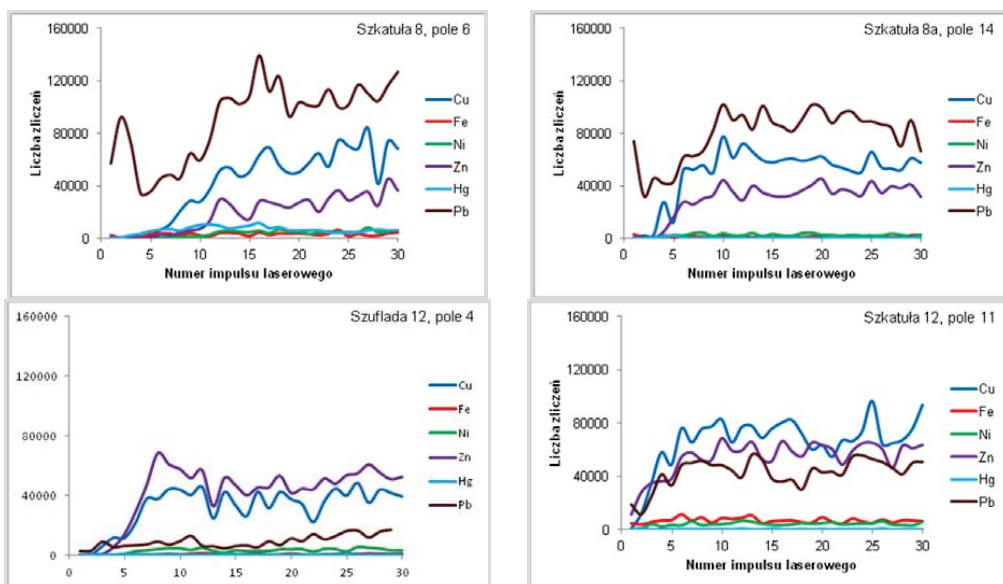 Szkatuła 8, pole 6
160000
120000
80000
40000
0
Liczba zliczeń
0 5 10 15 20 25 30
Numer impulsu laserowego
Cu
Fe
Ni
Zn
Hg
Pb
Szkatuła 8a, pole 14
160000
120000
80000
40000
0
Liczba zliczeń
0 5 10 15 20 25 30
Numer impulsu laserowego
Cu
Fe
Ni
Zn
Hg
Pb
Szuflada 12, pole 4
160000
120000
80000
40000
0
0 5 10 15 20 25 30
Cu
Fe
Ni
Zn
Hg
Pb
Szkatuła 12, pole 11
160000
120000
80000
40000
0
Liczba zliczeń
0 5 10 15 20 25 30
Numer impulsu laserowego
Cu
Fe
Ni
Zn
Hg
Pb